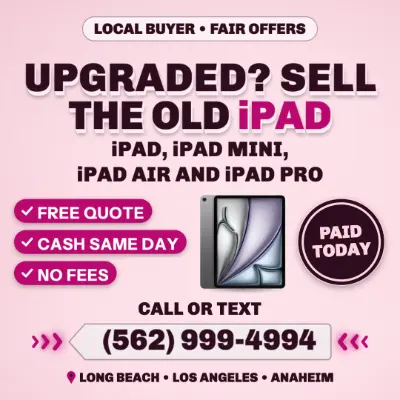 LOCAL BUYER • FAIR OFFERS
UPGRADED? SELL
THE OLD iPAD
iPAD, iPAD MINI,
iPAD AIR AND iPAD PRO
FREE QUOTE
CASH SAME DAY
NO FEES
PAID
TODAY
CALL OR TEXT
(562) 999-4994
LONG BEACH • LOS ANGELES • ANAHEIM